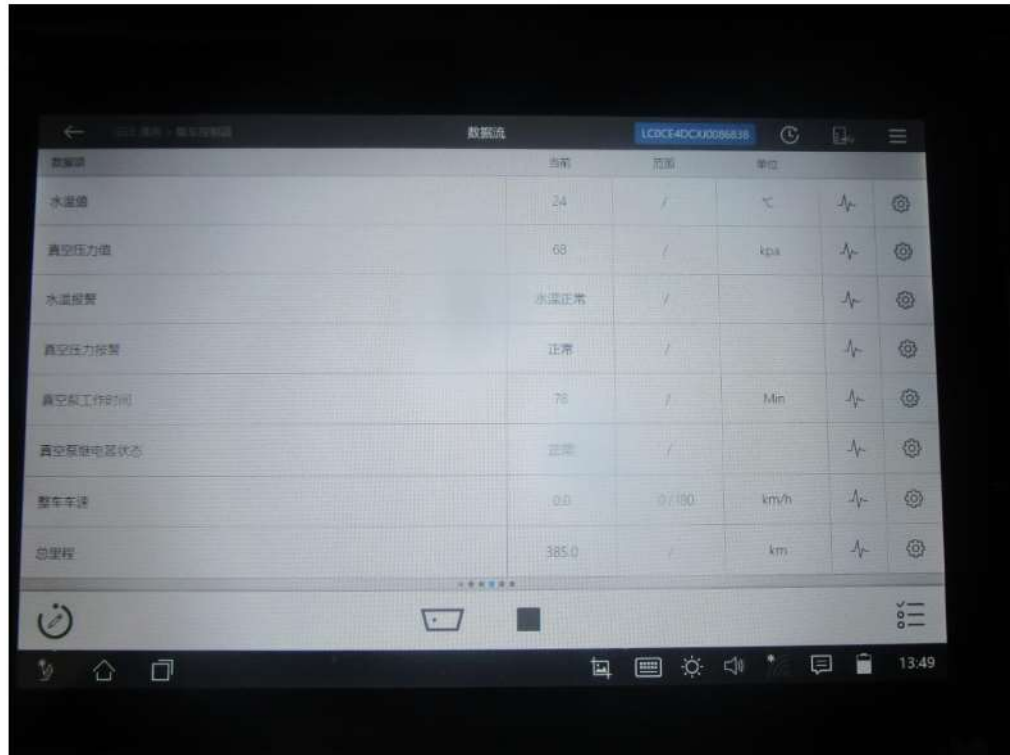 数据流 LC0CE4DCXJ0086838
数据项 当前 范围 单位
水温值 24 / ℃
真空压力值 68 / kpa
水温报警 水温正常 /
真空压力报警 正常 /
真空泵工作时间 78 / Min
真空泵继电器状态 正常 /
整车车速 0.0 0 / 180 km/h
总里程 385.0 / km
13:49